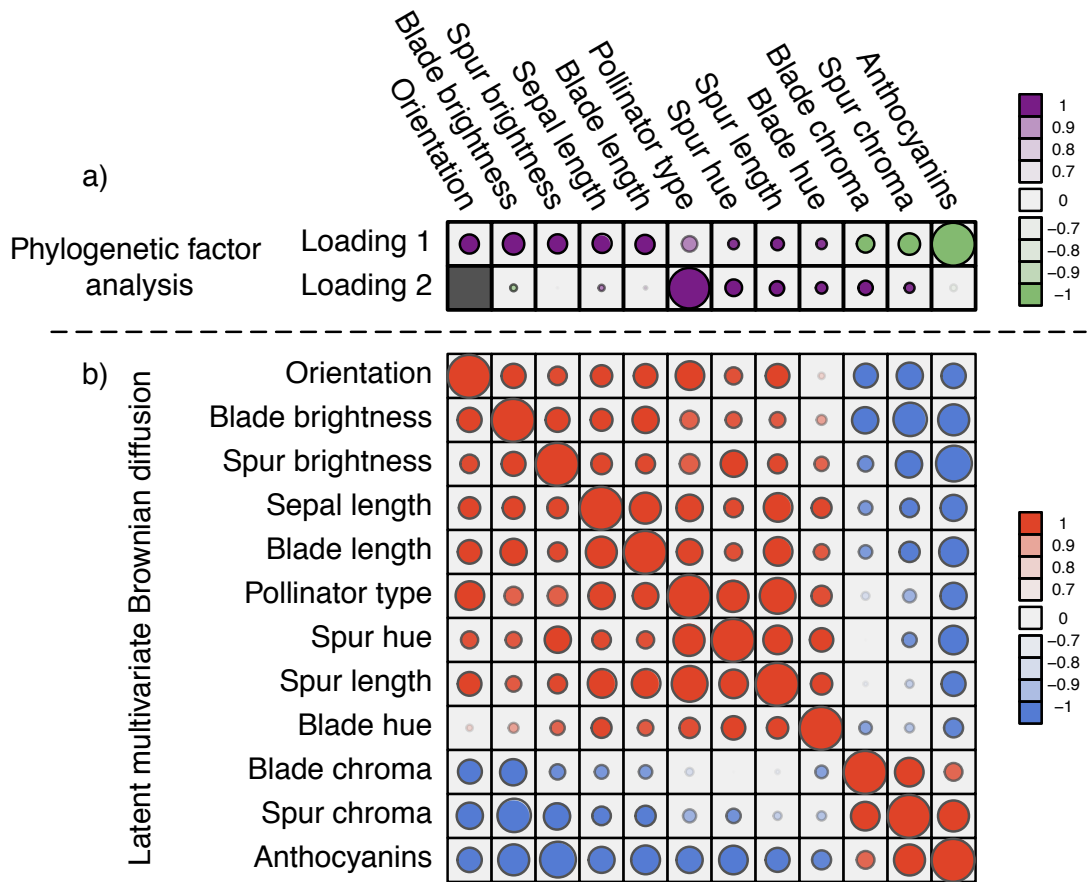 Orientation
Blade brightness
Spur brightness
Sepal length
Blade length
Pollinator type
Spur hue
Spur length
Blade hue
Blade chroma
Spur chroma
Anthocyanins
a)
Phylogenetic factor
analysis
Loading 1
Loading 2
1
0.9
0.8
0.7
0
−0.7
−0.8
−0.9
−1
b)
Latent multivariate Brownian diffusion
Orientation
Blade brightness
Spur brightness
Sepal length
Blade length
Pollinator type
Spur hue
Spur length
Blade hue
Blade chroma
Spur chroma
Anthocyanins
1
0.9
0.8
0.7
0
−0.7
−0.8
−0.9
−1